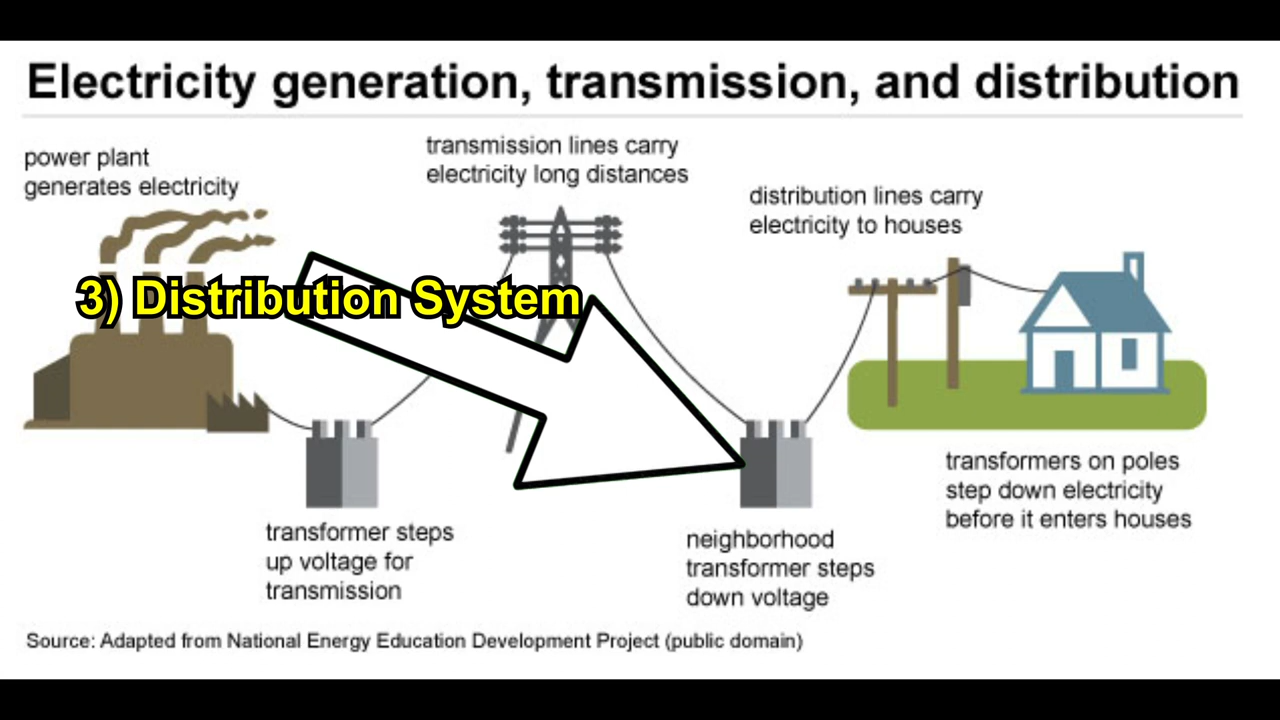 Electricity generation, transmission, and distribution
power plant
generates electricity
transmission lines carry
electricity long distances
distribution lines carry
electricity to houses
3) Distribution System
transformer steps
up voltage for
transmission
neighborhood
transformer steps
down voltage
transformers on poles
step down electricity
before it enters houses
Source: Adapted from National Energy Education Development Project (public domain)